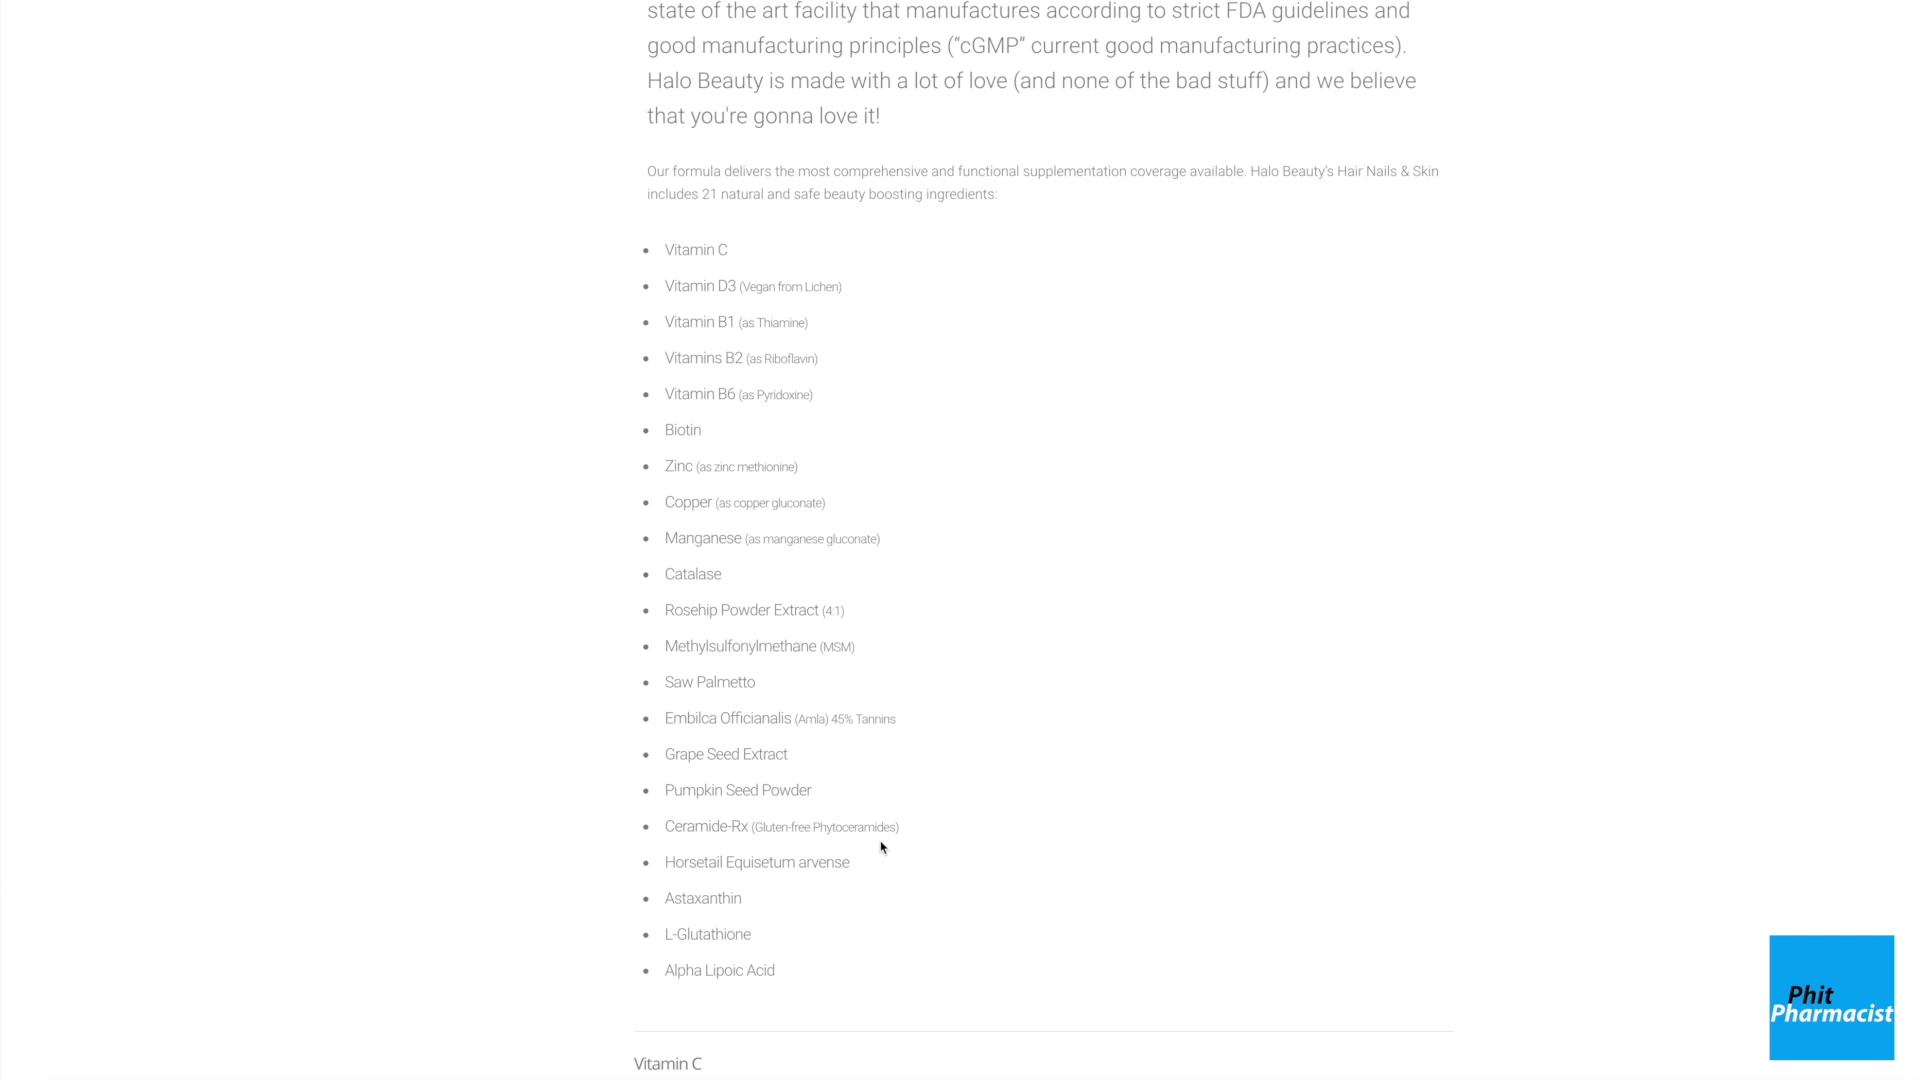 state of the art facility that manufactures according to strict FDA guidelines and
good manufacturing principles (“cGMP” current good manufacturing practices).
Halo Beauty is made with a lot of love (and none of the bad stuff) and we believe
that you're gonna love it!
Our formula delivers the most comprehensive and functional supplementation coverage available. Halo Beauty’s Hair Nails & Skin
includes 21 natural and safe beauty boosting ingredients:
Vitamin C
Vitamin D3 (Vegan from Lichen)
Vitamin B1 (as Thiamine)
Vitamins B2 (as Riboflavin)
Vitamin B6 (as Pyridoxine)
Biotin
Zinc (as zinc methionine)
Copper (as copper gluconate)
Manganese (as manganese gluconate)
Catalase
Rosehip Powder Extract (4:1)
Methylsulfonylmethane (MSM)
Saw Palmetto
Embilca Officianalis (Amla) 45% Tannins
Grape Seed Extract
Pumpkin Seed Powder
Ceramide-Rx (Gluten-free Phytoceramides)
Horsetail Equisetum arvense
Astaxanthin
L-Glutathione
Alpha Lipoic Acid
Vitamin C
Phit
Pharmacist